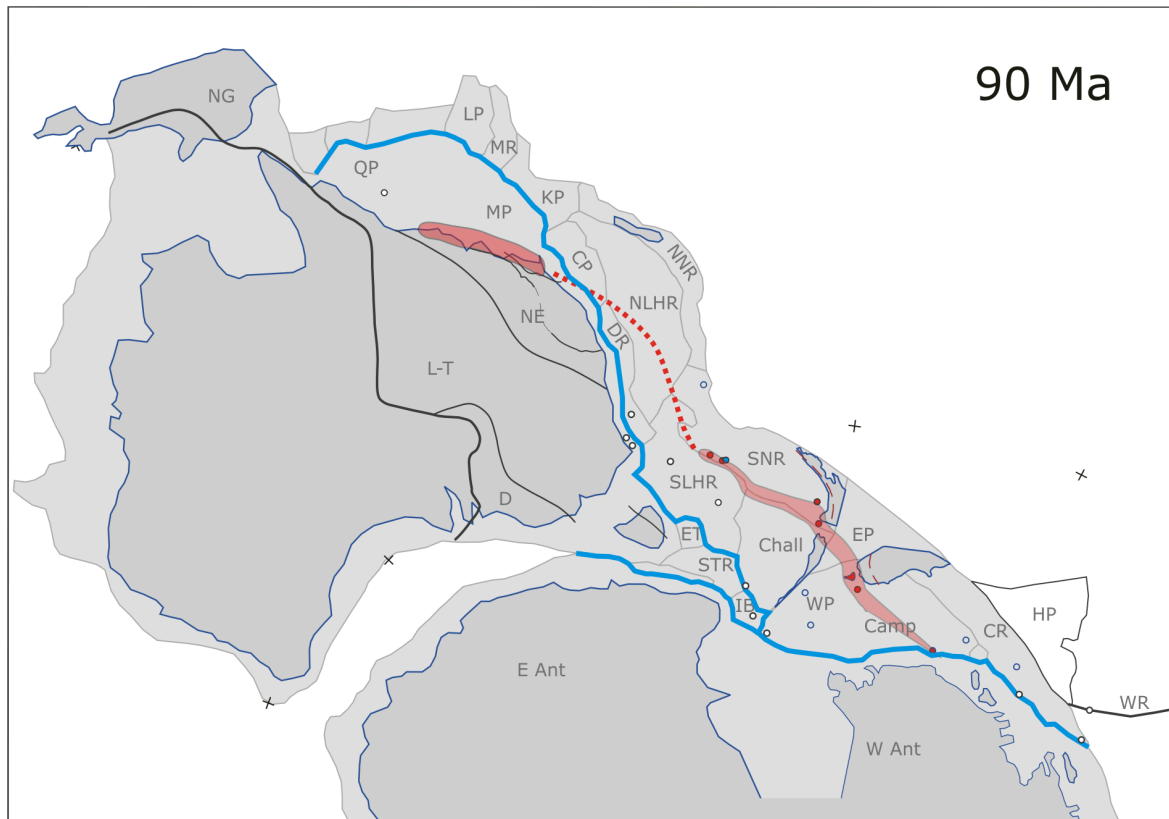 90 Ma
NG
LP
MR
QP
KP
MP
CP
NNR
NLHR
NE
DR
L-T
SNR
SLHR
D
ET
Chall
EP
STR
IB
WP
HP
Camp
CR
E Ant
WR
W Ant